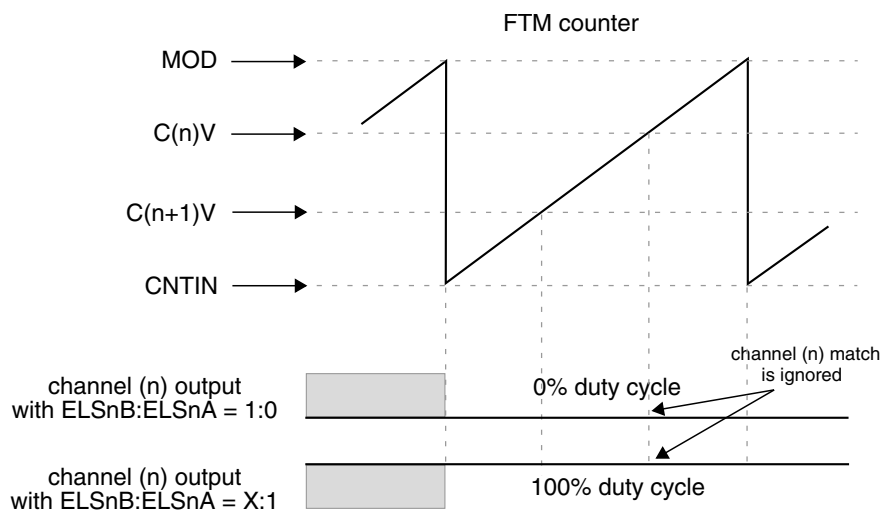 FTM counter
MOD
C(n)V
C(n+1)V
CNTIN
channel (n) match
is ignored
channel (n) output
with ELSnB:ELSnA = 1:0
0% duty cycle
channel (n) output
with ELSnB:ELSnA = X:1
100% duty cycle